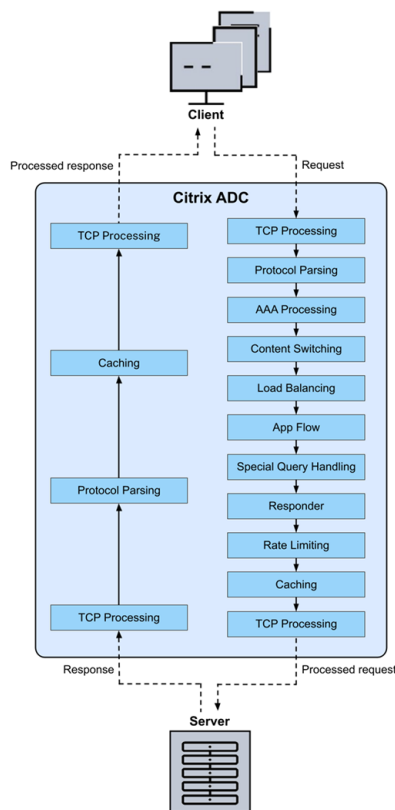 Client
Processed response
Request
Citrix ADC
TCP Processing
TCP Processing
Protocol Parsing
AAA Processing
Content Switching
Caching
Load Balancing
App Flow
Special Query Handling
Protocol Parsing
Responder
Rate Limiting
Caching
TCP Processing
TCP Processing
Response
Processed request
Server